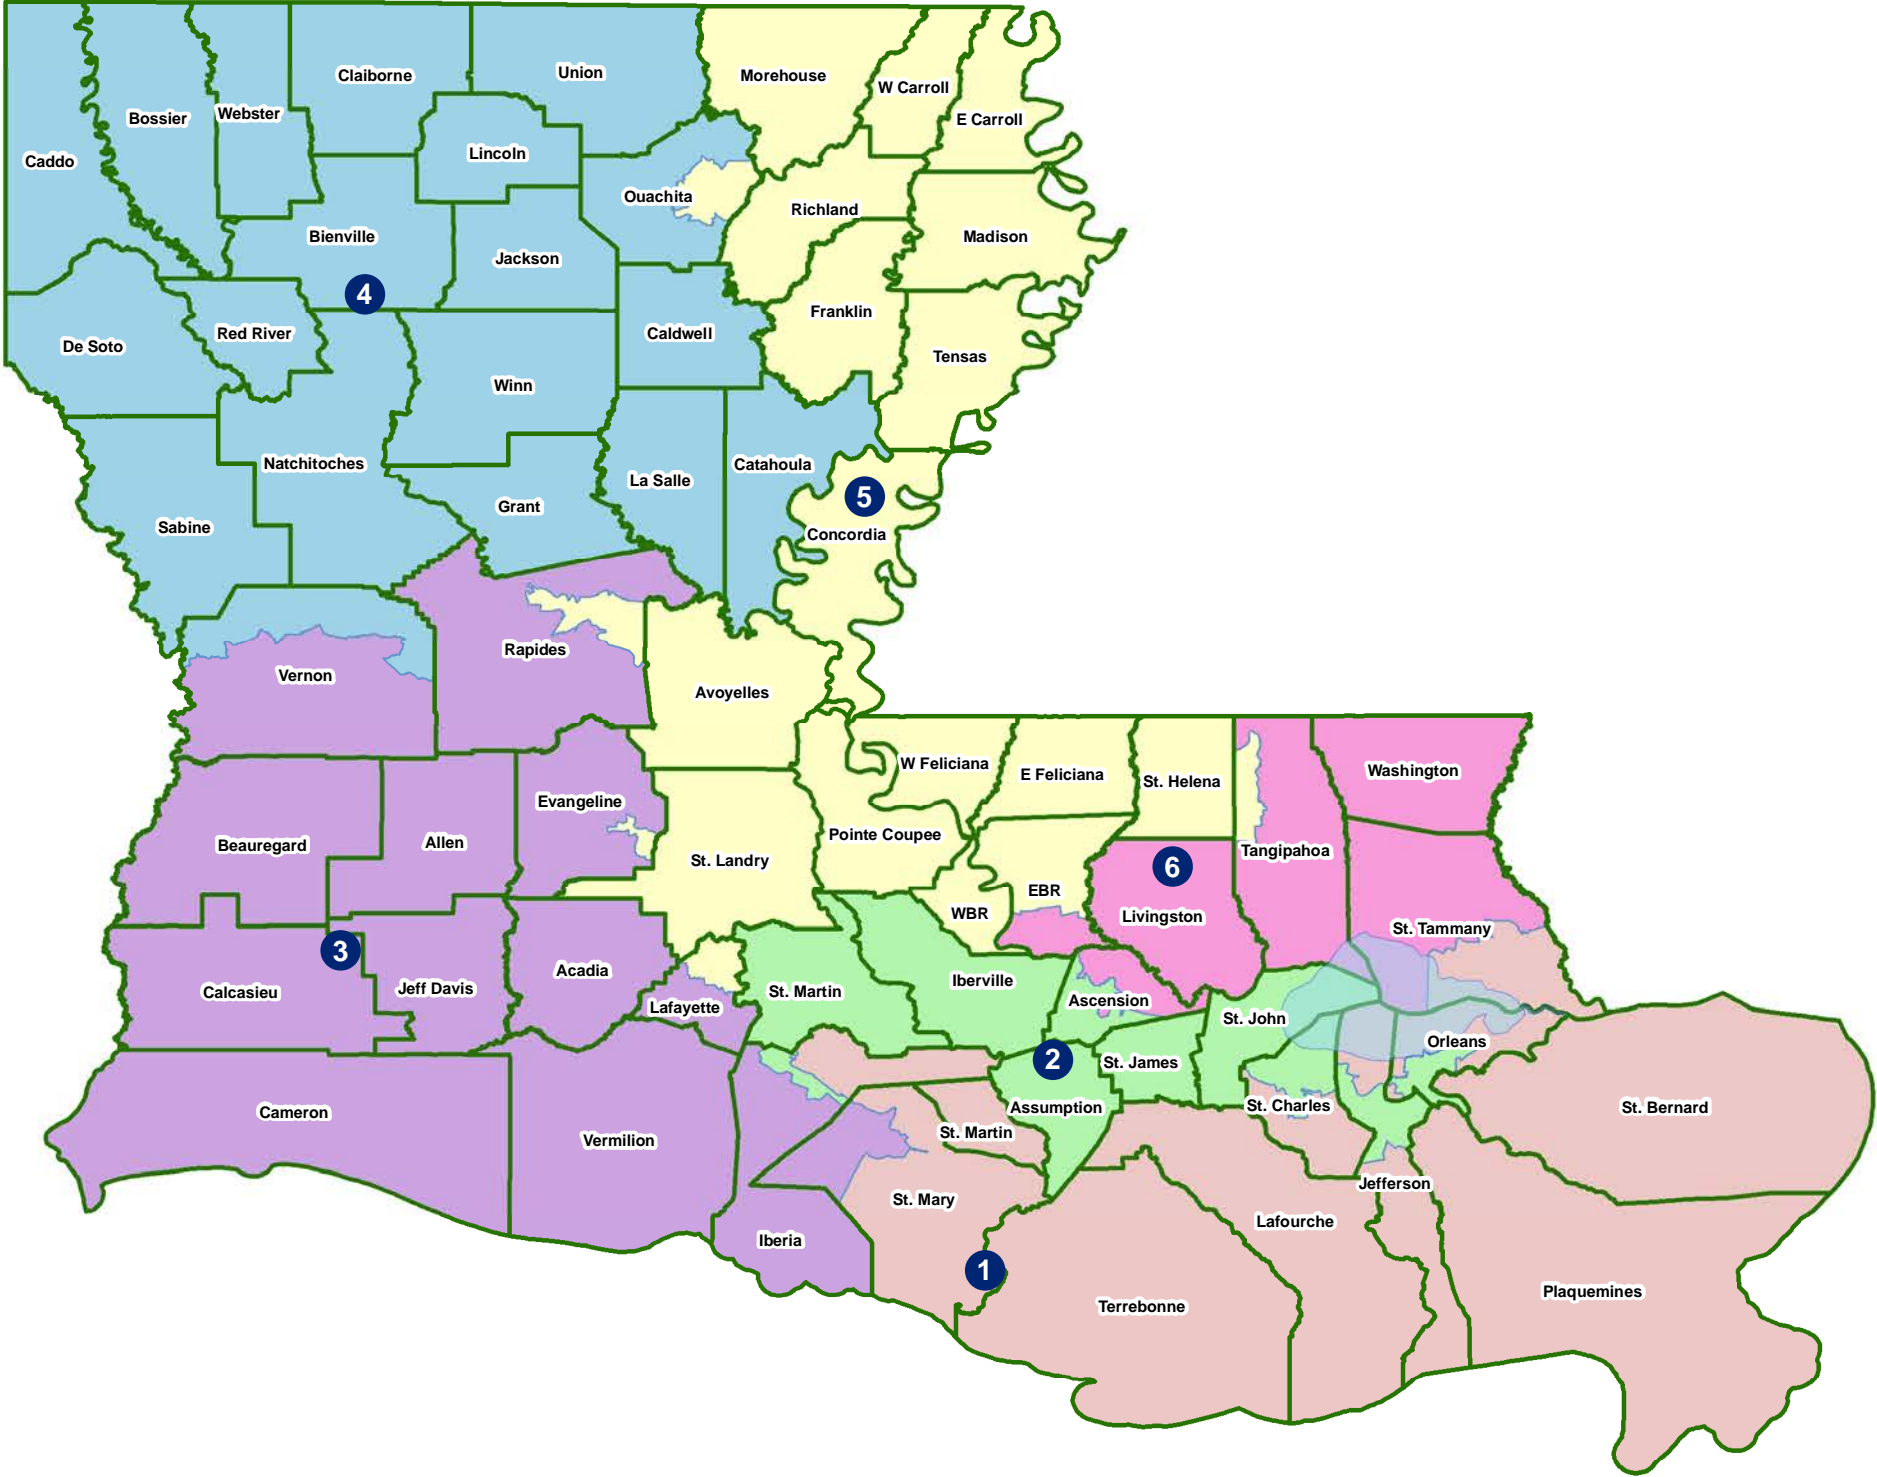 Claiborne
Union
Morehouse
W Carroll
E Carroll
Bossier
Webster
Caddo
Lincoln
Ouachita
Richland
Bienville
Jackson
Madison
4
De Soto
Red River
Caldwell
Franklin
Tensas
Winn
Natchitoches
La Salle
Catahoula
5
Sabine
Grant
Concordia
Vernon
Rapides
Avoyelles
W Feliciana
E Feliciana
St. Helena
Washington
Evangeline
Beauregard
Allen
St. Landry
Pointe Coupee
Tangipahoa
6
EBR
WBR
Livingston
St. Tammany
3
Calcasieu
Jeff Davis
Acadia
Lafayette
St. Martin
Iberville
Ascension
St. John
Orleans
2
St. James
Cameron
Vermilion
Assumption
St. Charles
St. Bernard
St. Martin
St. Mary
Jefferson
Lafourche
Iberia
1
Terrebonne
Plaquemines